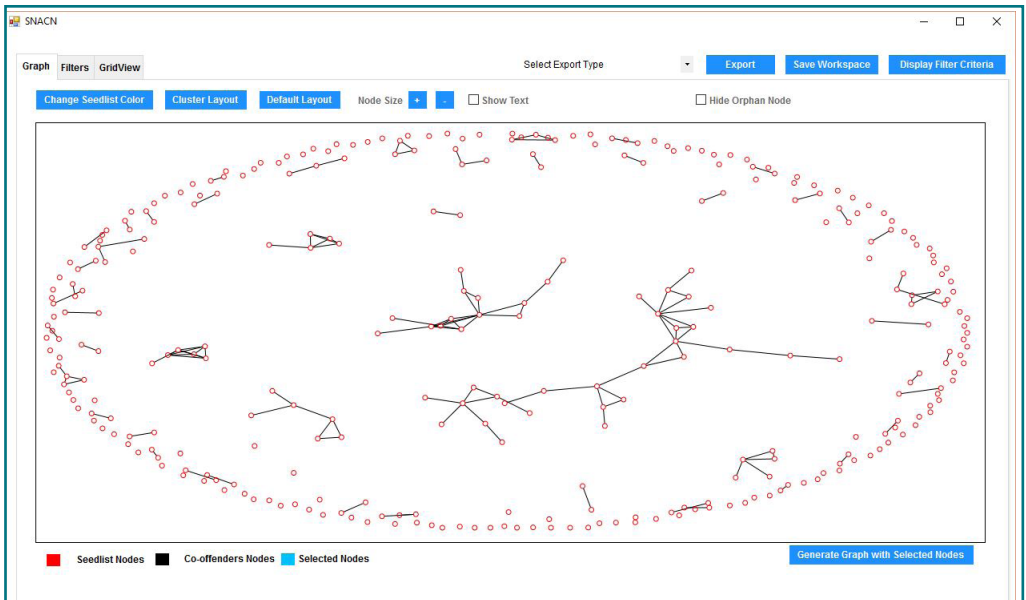 SNACN
Graph Filters GridView Select Export Type Export Save Workspace Display Filter Criteria
Change Seedlist Color Cluster Layout Default Layout Node Size + - Show Text Hide Orphan Node
Seedlist Nodes Co-offenders Nodes Selected Nodes Generate Graph with Selected Nodes